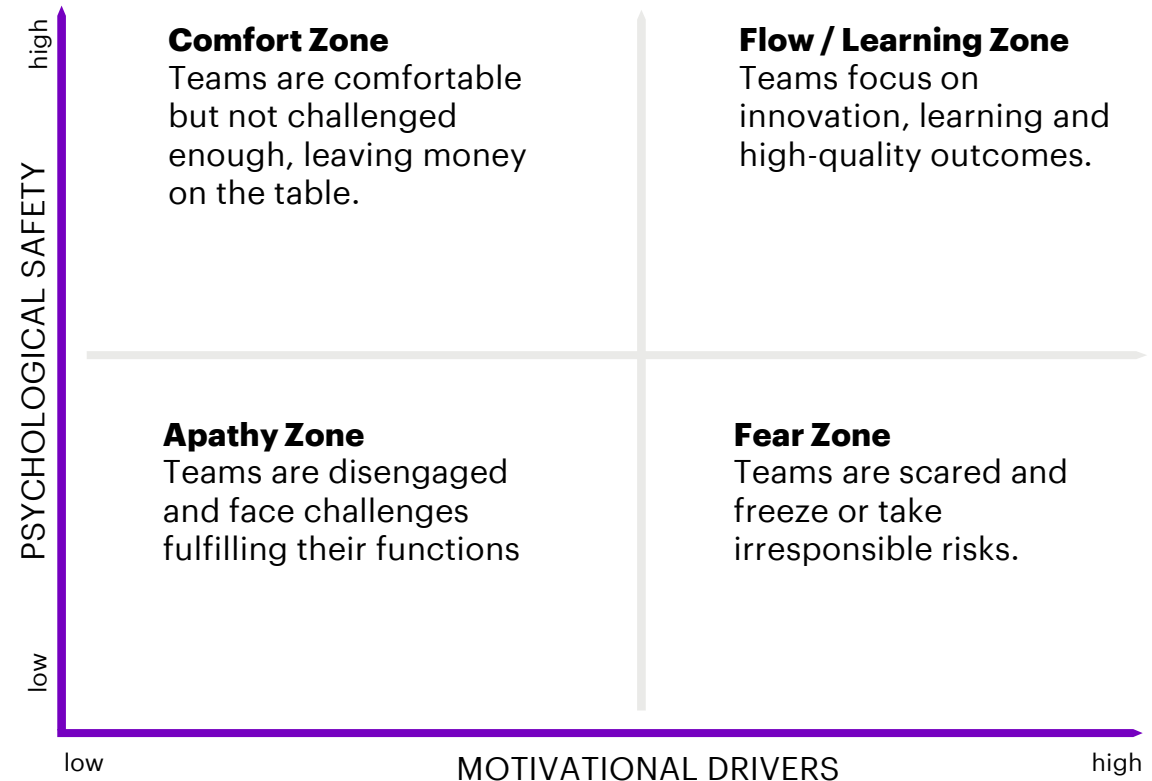 high
PSYCHOLOGICAL SAFETY
low
Comfort Zone
Teams are comfortable
but not challenged
enough, leaving money
on the table.
Flow / Learning Zone
Teams focus on
innovation, learning and
high-quality outcomes.
Apathy Zone
Teams are disengaged
and face challenges
fulfilling their functions
Fear Zone
Teams are scared and
freeze or take
irresponsible risks.
low
MOTIVATIONAL DRIVERS
high